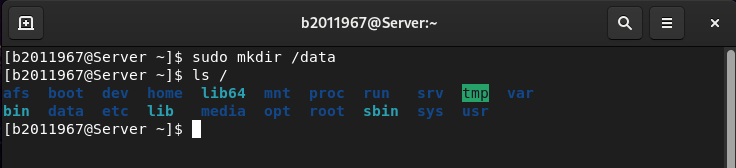 b2011967@Server:~
[b2011967@Server ~]$ sudo mkdir /data
[b2011967@Server ~]$ ls /
afs  boot  dev  home  lib64  mnt  proc  run   srv  tmp  var
bin  data  etc  lib   media  opt  root  sbin  sys  usr
[b2011967@Server ~]$